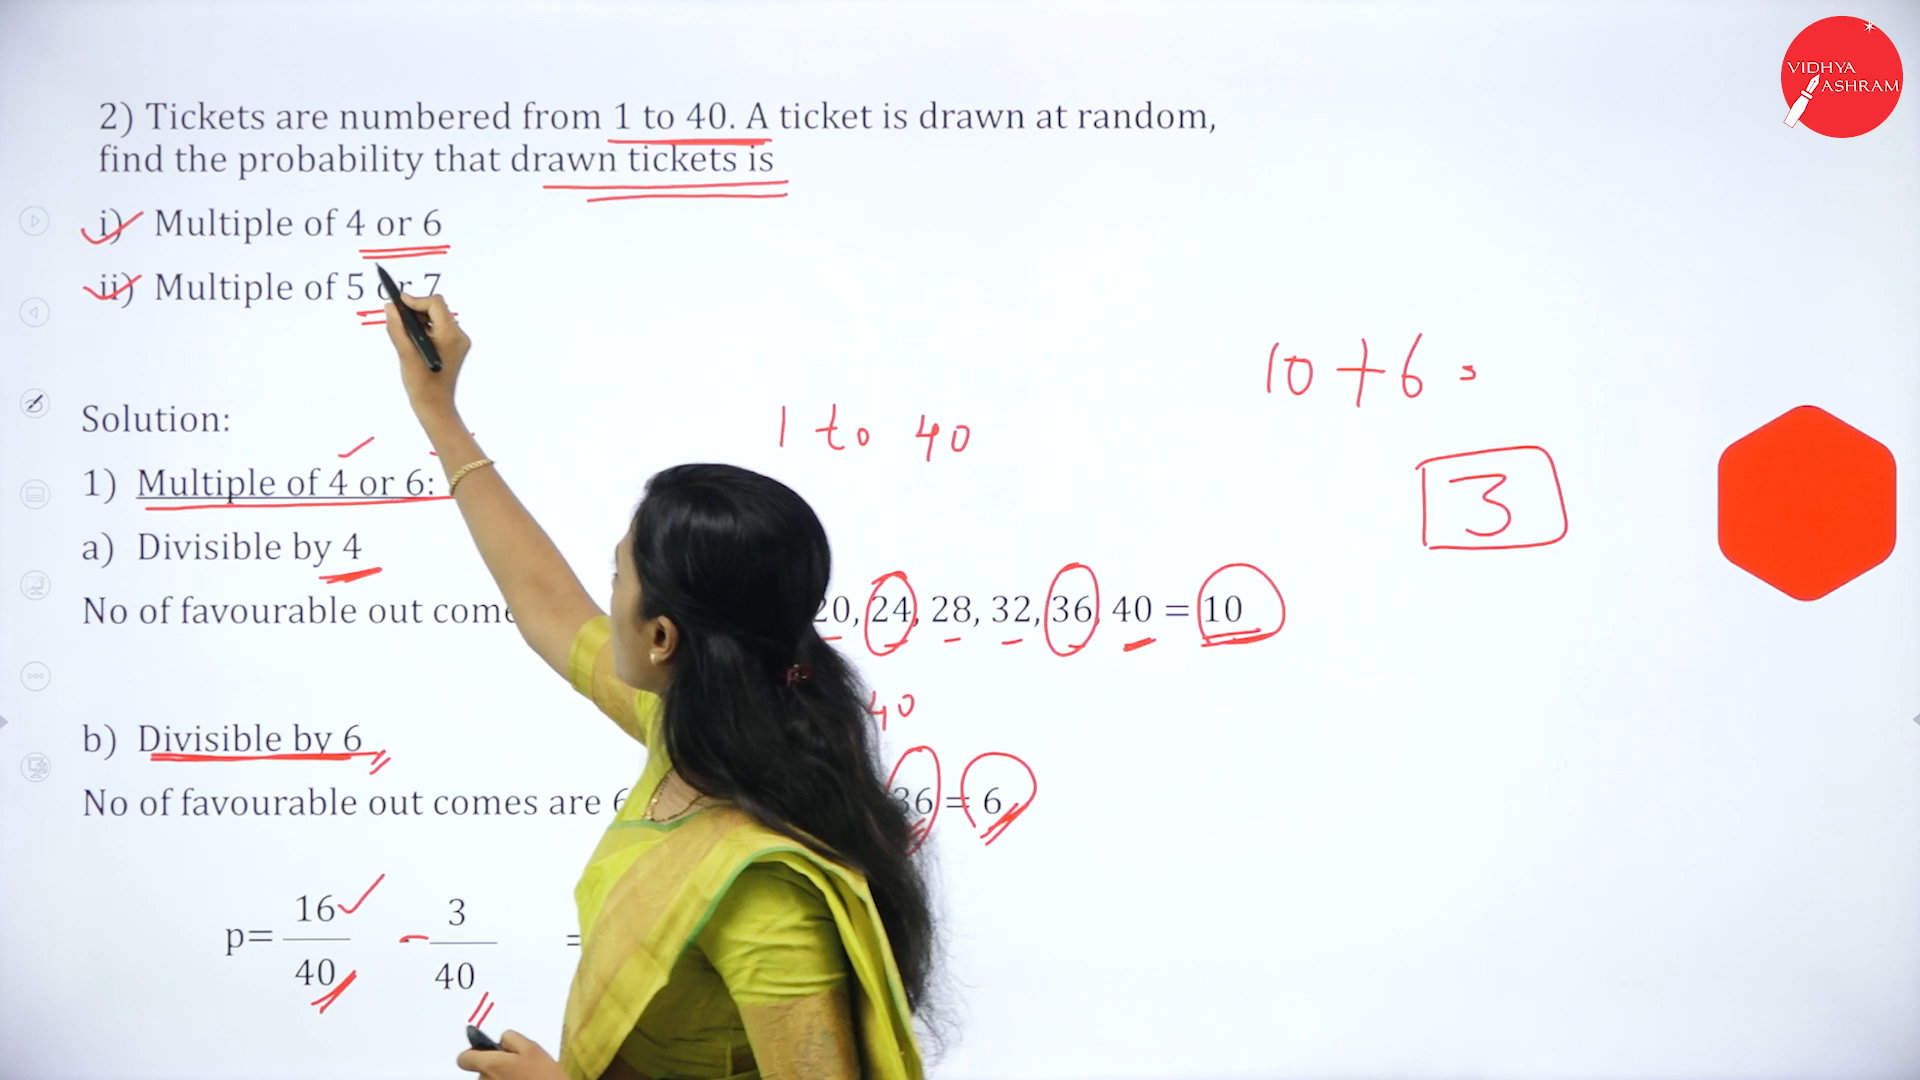 VIDHYA
ASHRAM
2) Tickets are numbered from 1 to 40. A ticket is drawn at random,
find the probability that drawn tickets is
i) Multiple of 4 or 6
ii) Multiple of 5 or 7
10 + 6 =
Solution:
1 to 40
1) Multiple of 4 or 6:
3
a) Divisible by 4
No of favourable out come 20, 24, 28, 32, 36, 40 = 10
40
b) Divisible by 6
No of favourable out comes are 6 36 = 6
p= 16/40 - 3/40 =